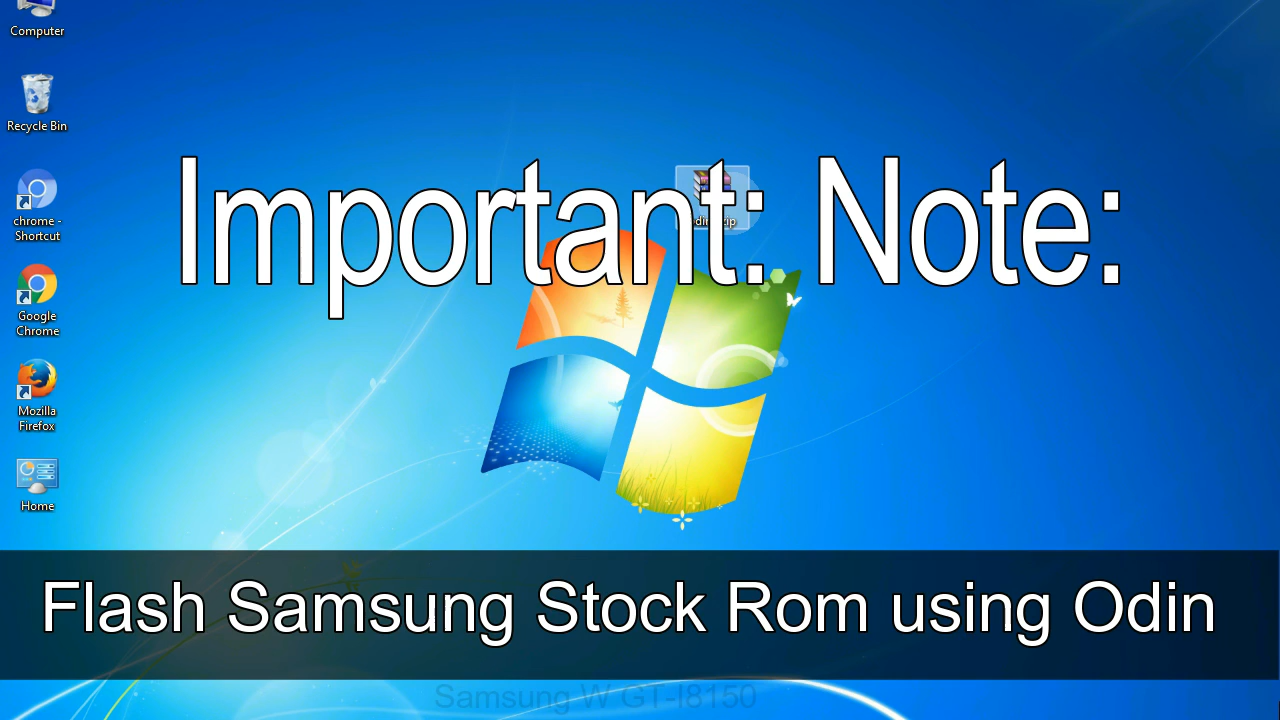 Computer
Recycle Bin
chrome -
Shortcut
Google
Chrome
Mozilla
Firefox
Home
Important: Note:
Flash Samsung Stock Rom using Odin
Samsung W GT-I8150